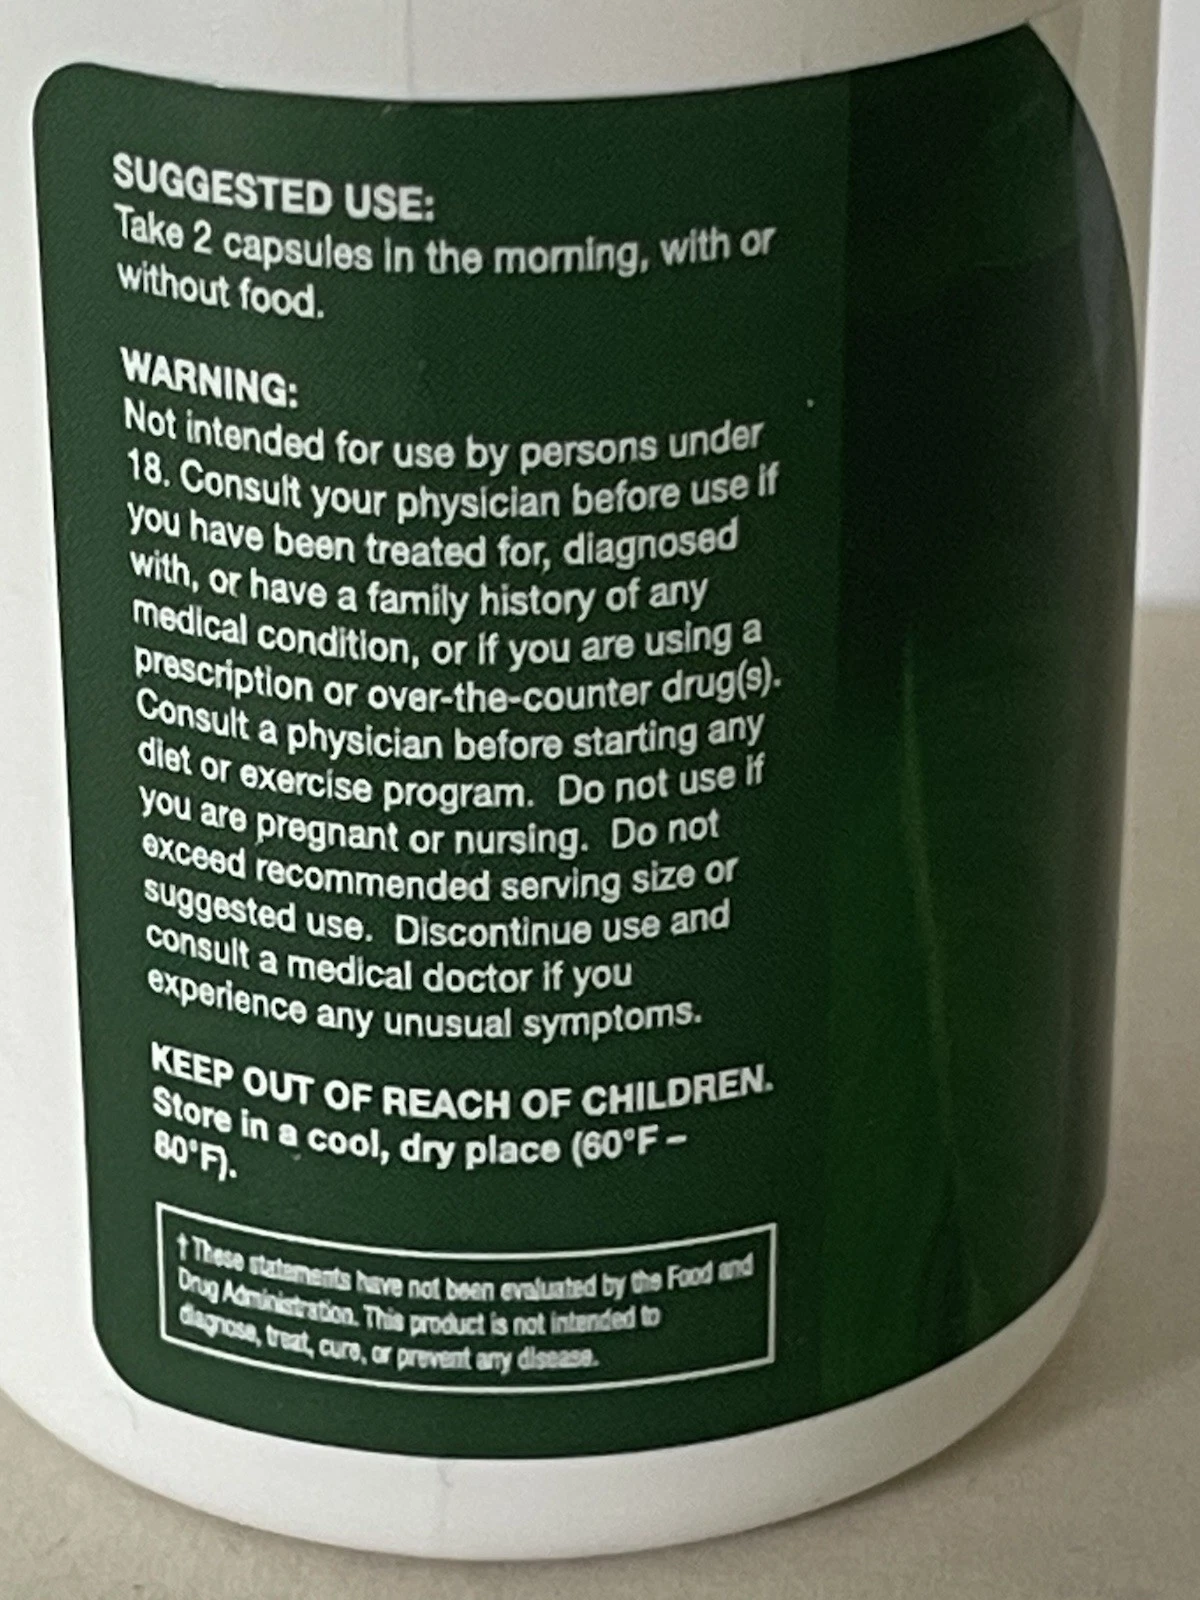 SUGGESTED USE:
Take 2 capsules in the morning, with or
without food.
WARNING:
Not intended for use by persons under
18. Consult your physician before use if
you have been treated for, diagnosed
with, or have a family history of any
medical condition, or if you are using a
prescription or over-the-counter drug(s).
Consult a physician before starting any
diet or exercise program. Do not use if
you are pregnant or nursing. Do not
exceed recommended serving size or
suggested use. Discontinue use and
consult a medical doctor if you
experience any unusual symptoms.
KEEP OUT OF REACH OF CHILDREN.
Store in a cool, dry place (60°F –
80°F).
† These statements have not been evaluated by the Food and
Drug Administration. This product is not intended to
diagnose, treat, cure, or prevent any disease.